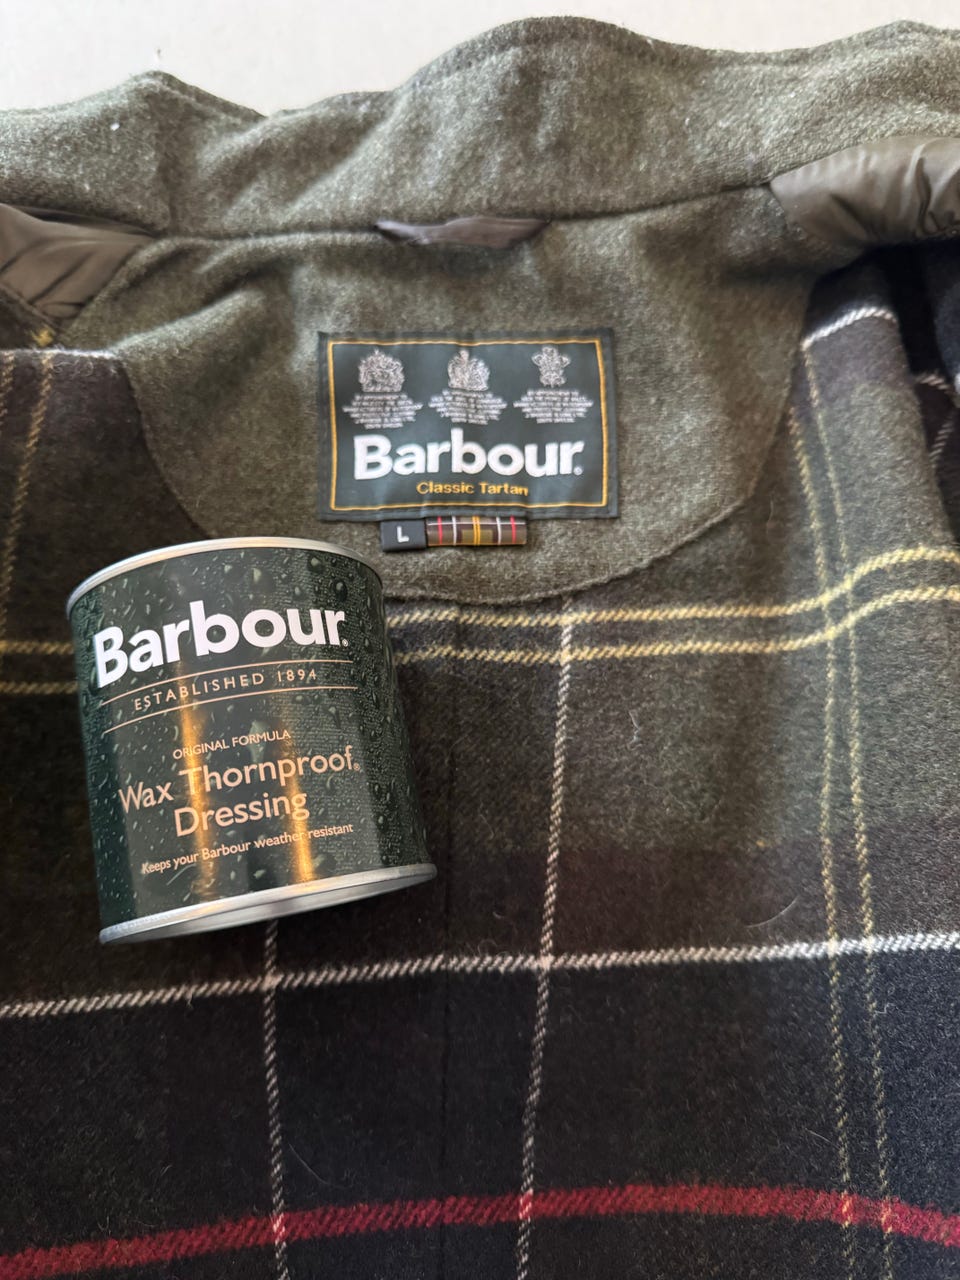 Barbour®
Classic Tartan
L
Barbour®
ESTABLISHED 1894
ORIGINAL FORMULA
Wax Thornproof®
Dressing
Keeps your Barbour weather resistant